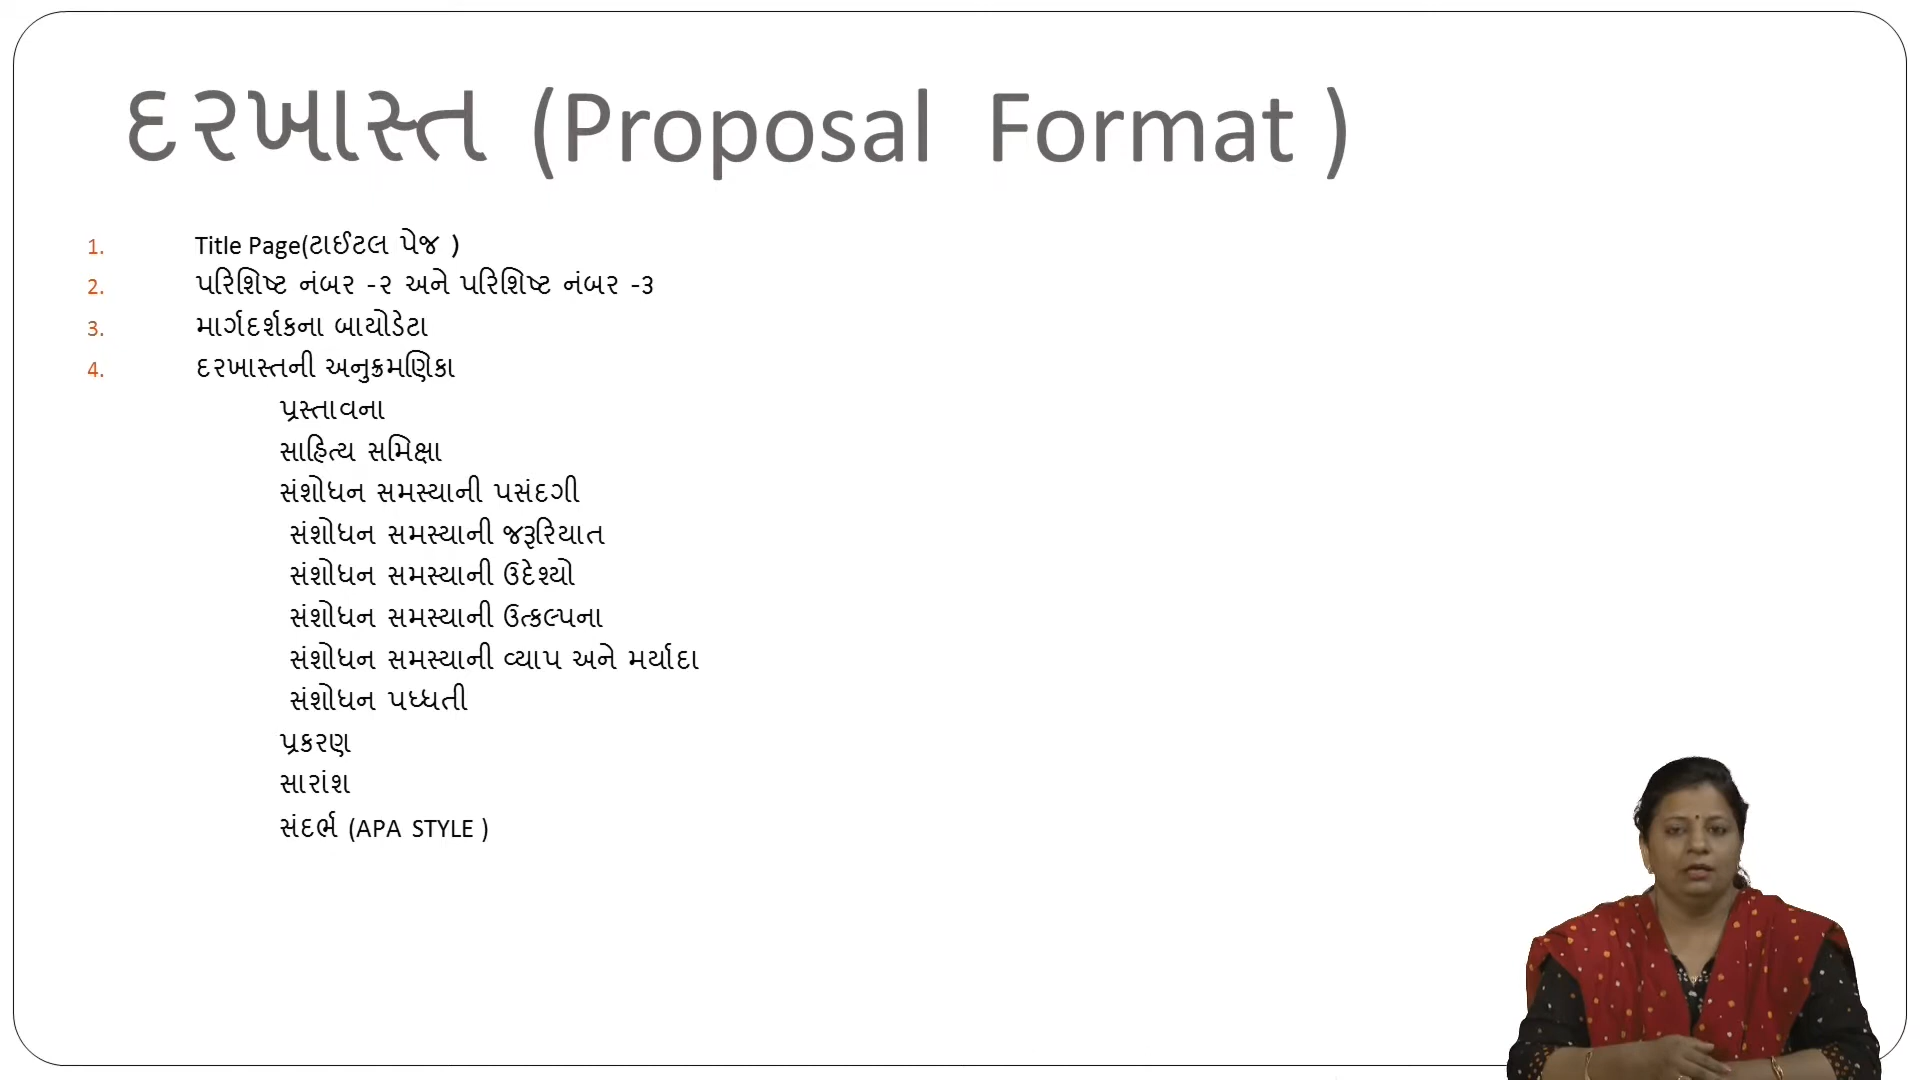 દરખાસ્ત (Proposal Format )
1. Title Page(ટાઈટલ પેજ )
2. પરિશિષ્ટ નંબર -૨ અને પરિશિષ્ટ નંબર -૩
3. માર્ગદર્શકના બાયોડેટા
4. દરખાસ્તની અનુક્રમણિકા
પ્રસ્તાવના
સાહિત્ય સમિક્ષા
સંશોધન સમસ્યાની પસંદગી
સંશોધન સમસ્યાની જરૂરિયાત
સંશોધન સમસ્યાની ઉદેશ્યો
સંશોધન સમસ્યાની ઉત્કલ્પના
સંશોધન સમસ્યાની વ્યાપ અને મર્યાદા
સંશોધન પધ્ધતી
પ્રકરણ
સારાંશ
સંદર્ભ (APA STYLE )